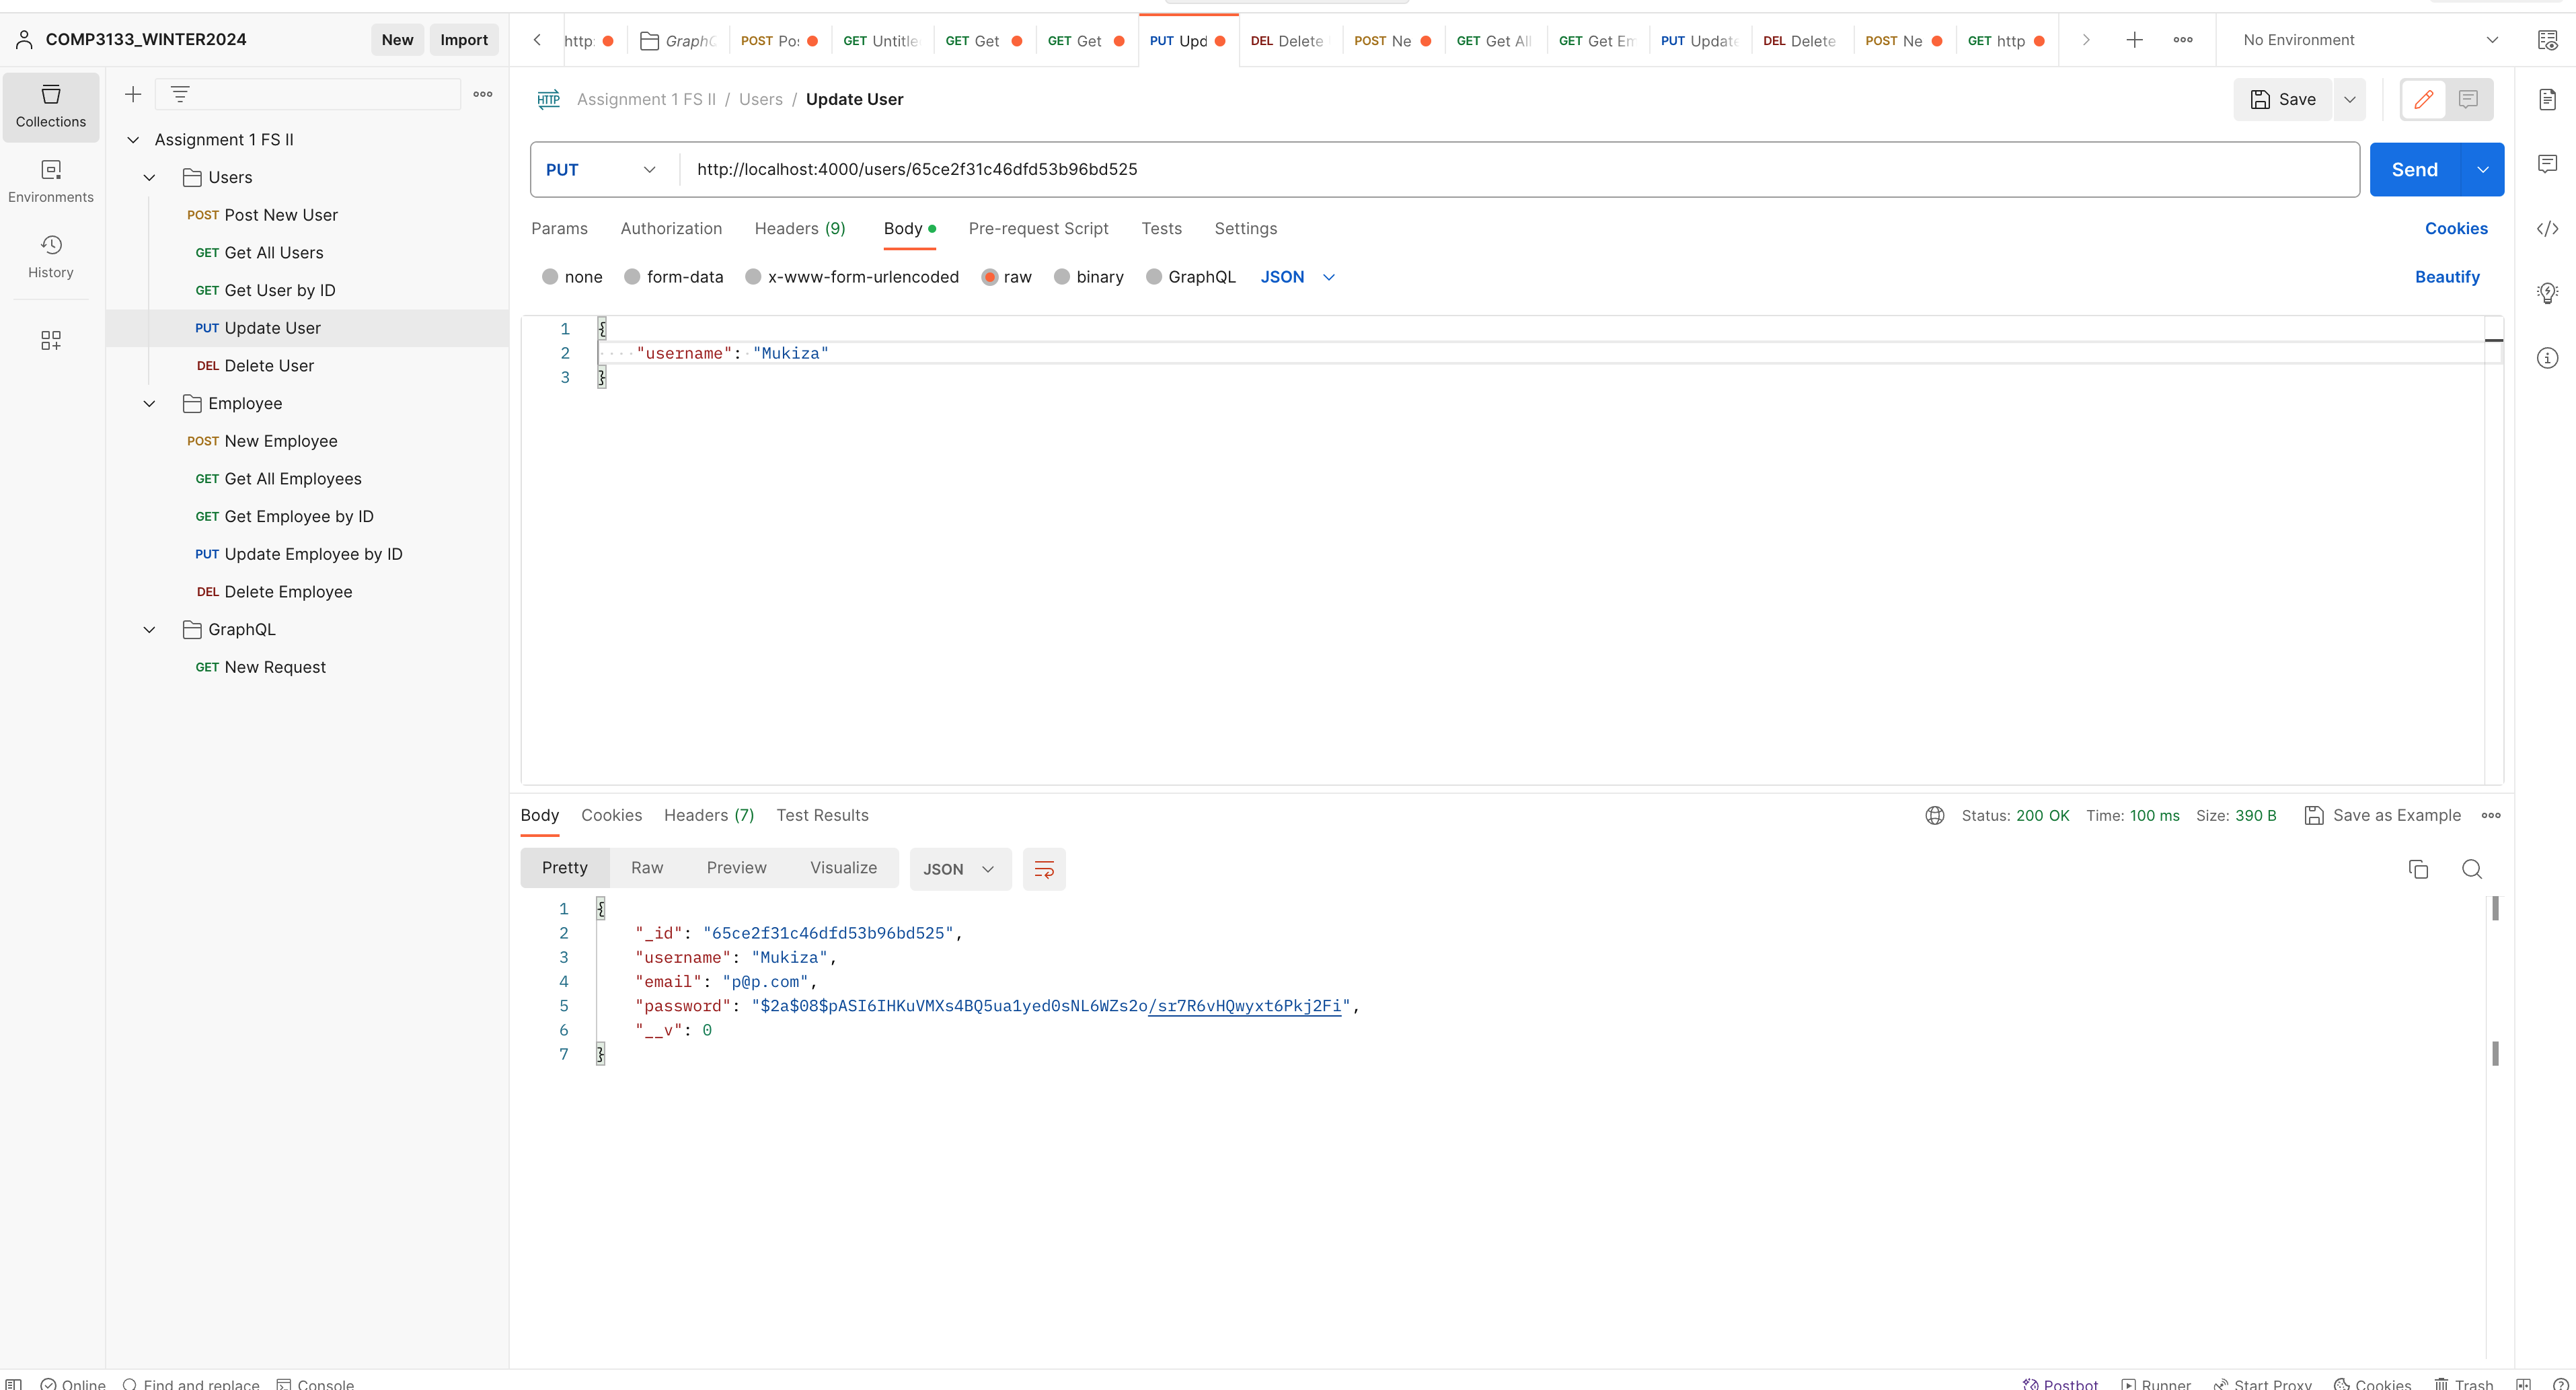 COMP3133_WINTER2024
New
Import
http:
GraphQ
POST Po
GET Untitle
GET Get
GET Get
PUT Upd
DEL Delete
POST Ne
GET Get All
GET Get Em
PUT Update
DEL Delete
POST Ne
GET http
No Environment
Collections
Environments
History
Assignment 1 FS II
Users
POST Post New User
GET Get All Users
GET Get User by ID
PUT Update User
DEL Delete User
Employee
POST New Employee
GET Get All Employees
GET Get Employee by ID
PUT Update Employee by ID
DEL Delete Employee
GraphQL
GET New Request
HTTP Assignment 1 FS II / Users / Update User
Save
PUT
http://localhost:4000/users/65ce2f31c46dfd53b96bd525
Send
Params Authorization Headers (9) Body Pre-request Script Tests Settings
Cookies
none form-data x-www-form-urlencoded raw binary GraphQL JSON
Beautify
1 {
2 "username": "Mukiza"
3 }
Body Cookies Headers (7) Test Results
Status: 200 OK Time: 100 ms Size: 390 B Save as Example
Pretty Raw Preview Visualize JSON
1 {
2 "_id": "65ce2f31c46dfd53b96bd525",
3 "username": "Mukiza",
4 "email": "p@p.com",
5 "password": "$2a$08$pASI6IHKuVMXs4BQ5ua1yed0sNL6WZs2o/sr7R6vHQwyxt6Pkj2Fi",
6 "__v": 0
7 }
Online Find and replace Console
Postbot Runner Start Proxy Cookies Trash